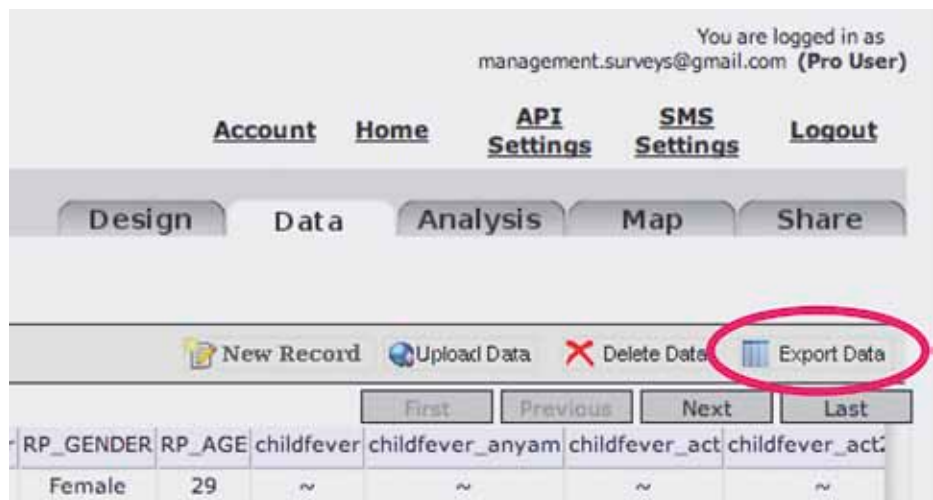 You are logged in as
management.surveys@gmail.com (Pro User)
Account Home API Settings SMS Settings Logout
Design Data Analysis Map Share
New Record Upload Data Delete Data Export Data
First Previous Next Last
RP_GENDER RP_AGE childfever childfever_anyam childfever_act childfever_act2
Female 29 ~ ~ ~ ~